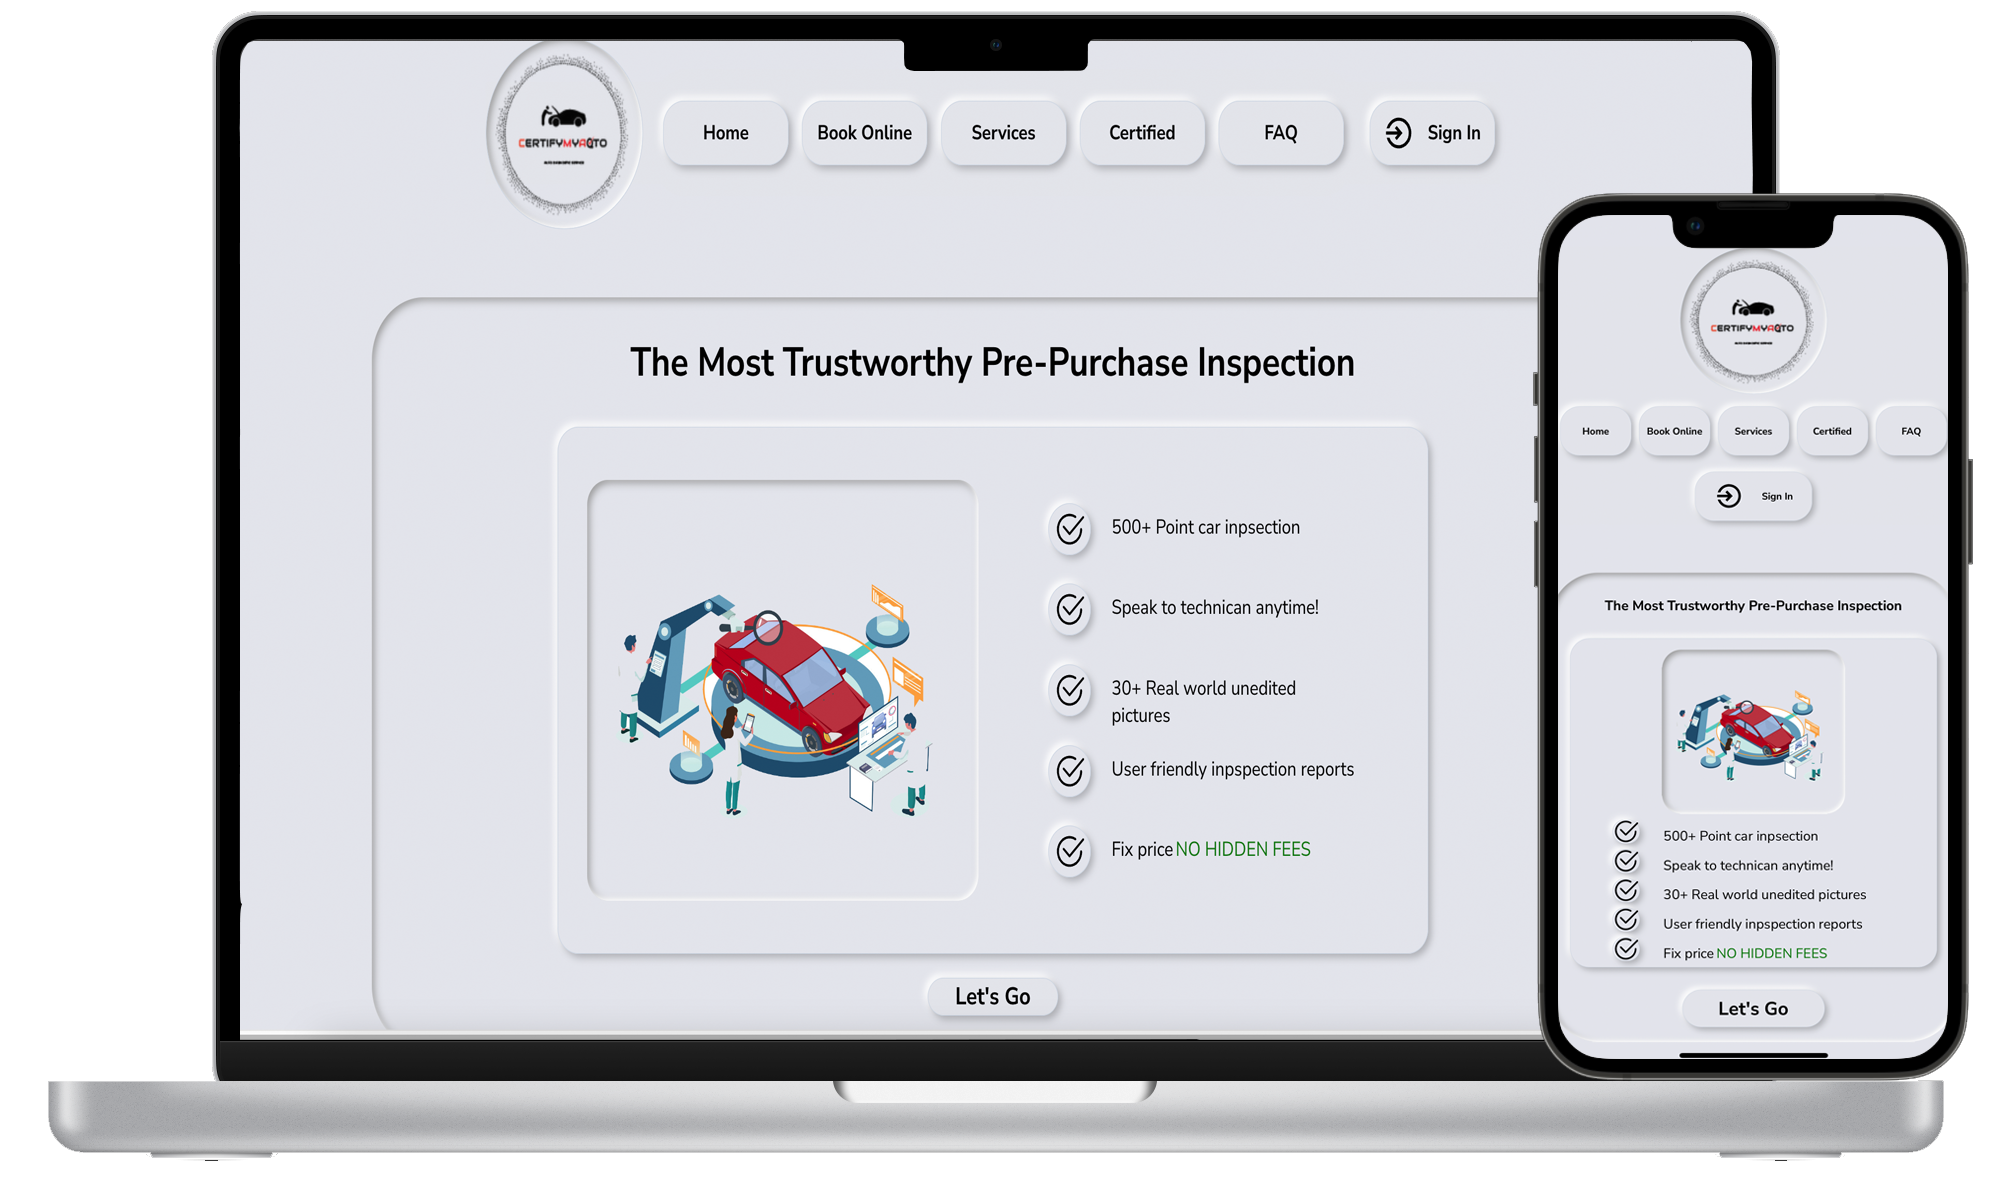 CERTIFYMYAUTO
Home
Book Online
Services
Certified
FAQ
Sign In
The Most Trustworthy Pre-Purchase Inspection
500+ Point car inpsection
Speak to technican anytime!
30+ Real world unedited
pictures
User friendly inpspection reports
Fix price NO HIDDEN FEES
Let's Go
CERTIFYMYAUTO
Home
Book Online
Services
Certified
FAQ
Sign In
The Most Trustworthy Pre-Purchase Inspection
500+ Point car inpsection
Speak to technican anytime!
30+ Real world unedited pictures
User friendly inpspection reports
Fix price NO HIDDEN FEES
Let's Go